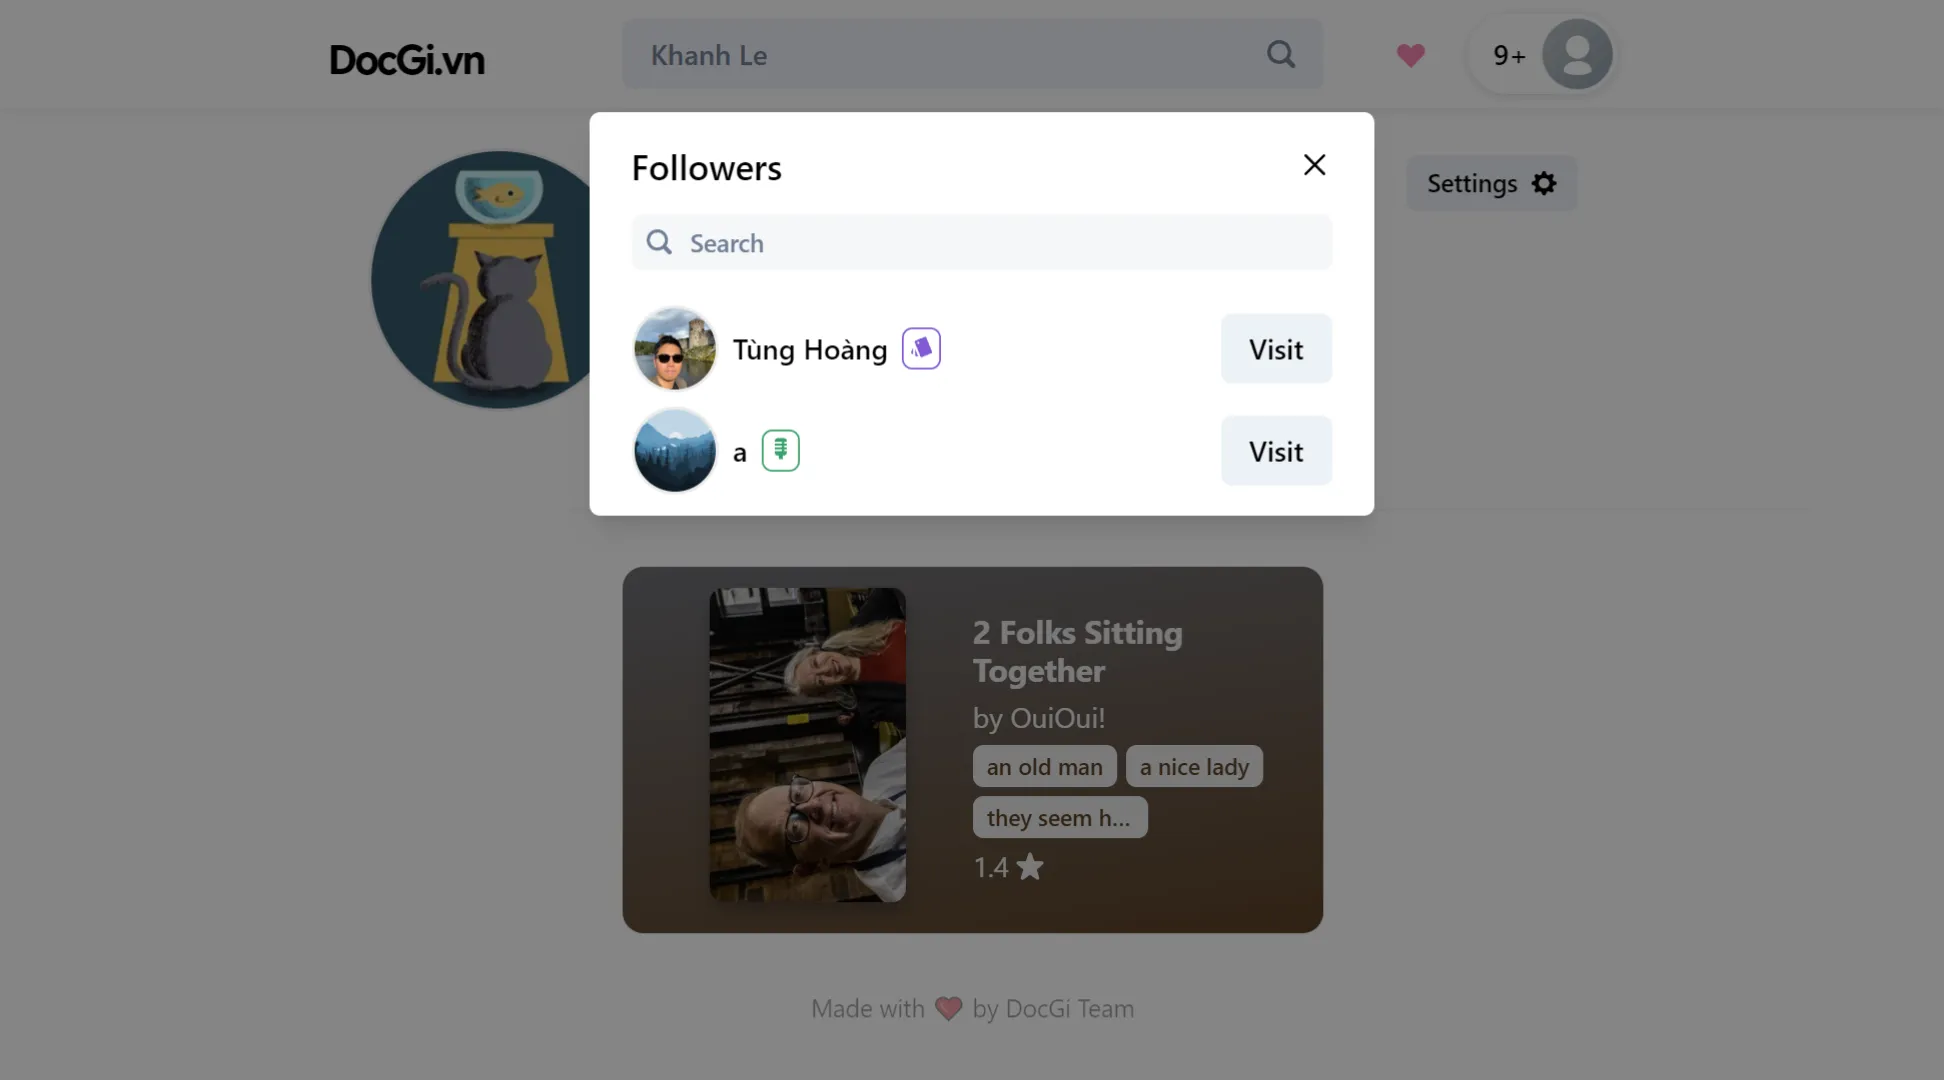 DocGi.vn
Khanh Le
9+
Followers
Settings
Search
Tùng Hoàng
Visit
a
Visit
2 Folks Sitting
Together
by OuiOui!
an old man
a nice lady
they seem h...
1.4
Made with ❤ by DocGi Team